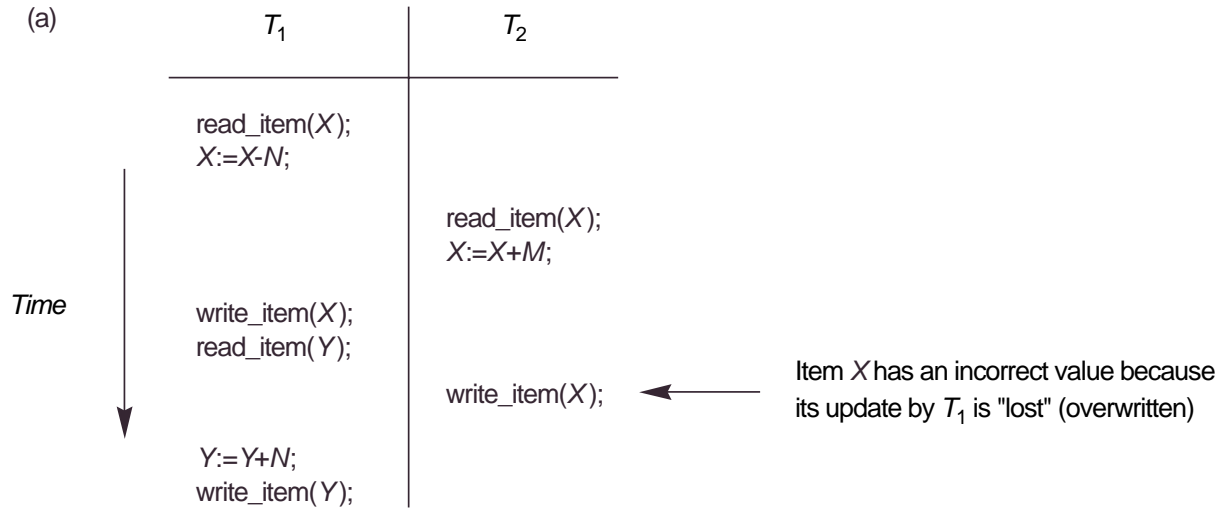 (a)
T1 T2
read_item(X);
X:=X-N;
read_item(X);
X:=X+M;
Time
write_item(X);
read_item(Y);
write_item(X);
Item X has an incorrect value because
its update by T1 is "lost" (overwritten)
Y:=Y+N;
write_item(Y);